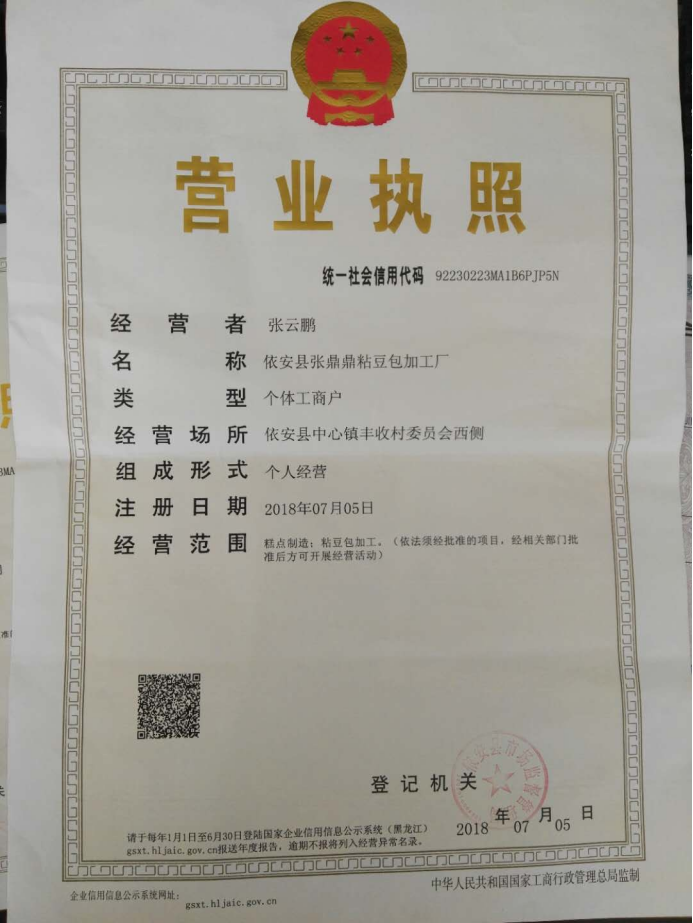 营业执照
统一社会信用代码 92230223MA1B6PJP5N
经营者 张云鹏
名称 依安县张鼎鼎粘豆包加工厂
类型 个体工商户
经营场所 依安县中心镇丰收村委员会西侧
组成形式 个人经营
注册日期 2018年07月05日
经营范围 糕点制造；粘豆包加工。（依法须经批准的项目，经相关部门批
准后方可开展经营活动）
登记机关
2018 年 07 月 05 日
请于每年1月1日至6月30日登陆国家企业信用信息公示系统（黑龙江）
gsxt.hljaic.gov.cn报送年度报告，逾期不报将列入经营异常名录。
企业信用信息公示系统网址： gsxt.hljaic.gov.cn
中华人民共和国国家工商行政管理总局监制